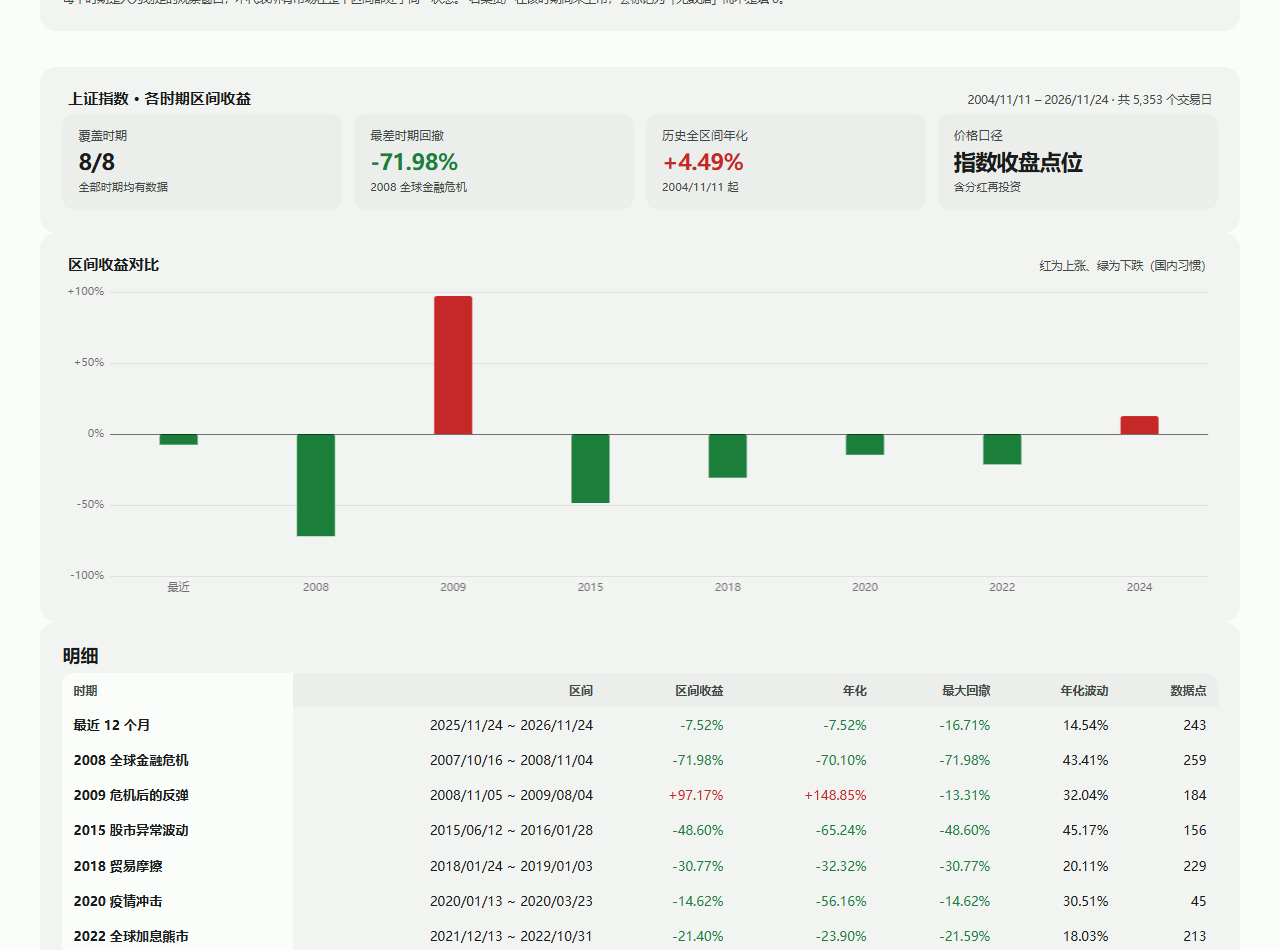 上证指数 • 各时期区间收益
2004/11/11 – 2026/11/24 · 共 5,353 个交易日
覆盖时期
8/8
全部时期均有数据
最差时期回撤
-71.98%
2008 全球金融危机
历史全区间年化
+4.49%
2004/11/11 起
价格口径
指数收盘点位
含分红再投资
区间收益对比
红为上涨、绿为下跌（国内习惯）
+100%
+50%
0%
-50%
-100%
最近 2008 2009 2015 2018 2020 2022 2024
明细
时期 区间 区间收益 年化 最大回撤 年化波动 数据点
最近 12 个月 2025/11/24 ~ 2026/11/24 -7.52% -7.52% -16.71% 14.54% 243
2008 全球金融危机 2007/10/16 ~ 2008/11/04 -71.98% -70.10% -71.98% 43.41% 259
2009 危机后的反弹 2008/11/05 ~ 2009/08/04 +97.17% +148.85% -13.31% 32.04% 184
2015 股市异常波动 2015/06/12 ~ 2016/01/28 -48.60% -65.24% -48.60% 45.17% 156
2018 贸易摩擦 2018/01/24 ~ 2019/01/03 -30.77% -32.32% -30.77% 20.11% 229
2020 疫情冲击 2020/01/13 ~ 2020/03/23 -14.62% -56.16% -14.62% 30.51% 45
2022 全球加息熊市 2021/12/13 ~ 2022/10/31 -21.40% -23.90% -21.59% 18.03% 213